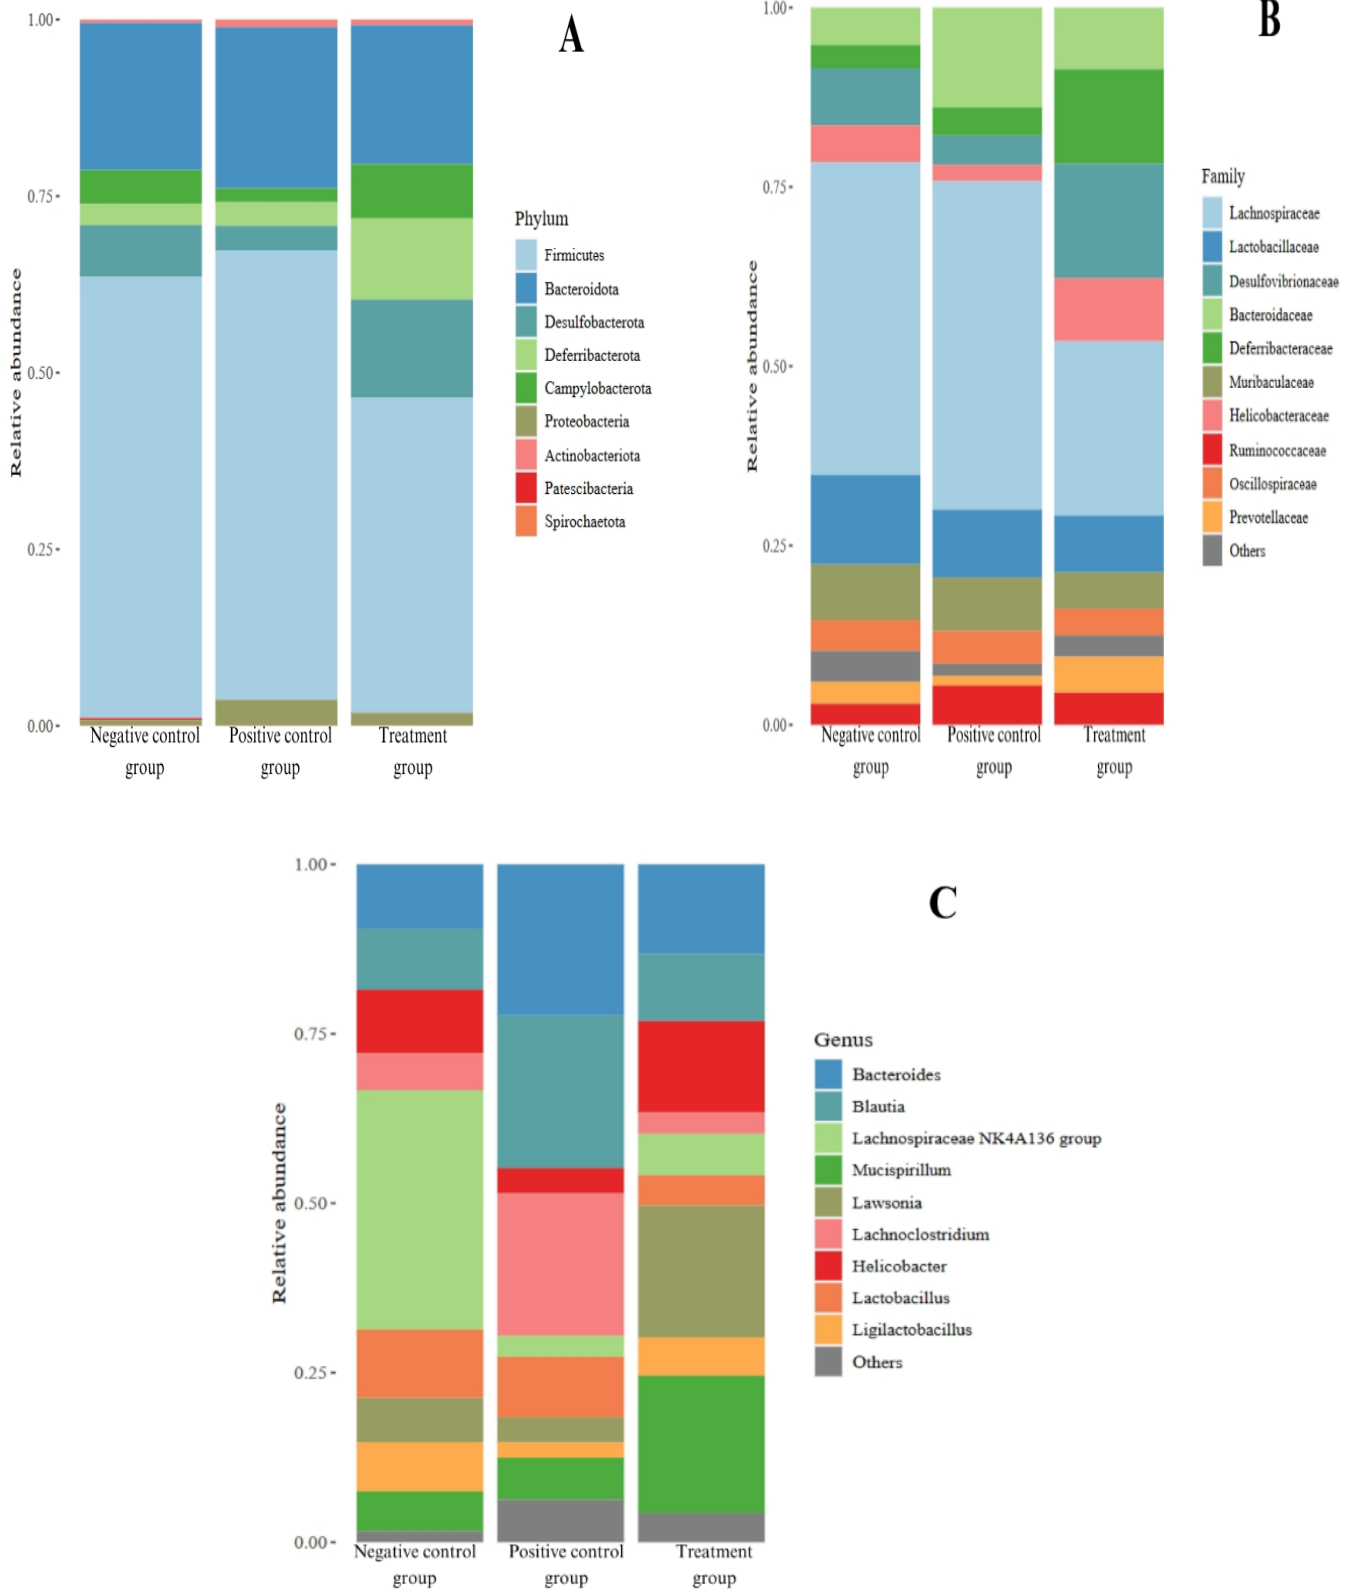 A
1.00
0.75
0.50
0.25
0.00
Relative abundance
Negative control
group
Positive control
group
Treatment
group
Phylum
Firmicutes
Bacteroidota
Desulfobacterota
Deferribacterota
Campylobacterota
Proteobacteria
Actinobacteriota
Patescibacteria
Spirochaetota
B
1.00
0.75
0.50
0.25
0.00
Relative abundance
Negative control
group
Positive control
group
Treatment
group
Family
Lachnospiraceae
Lactobacillaceae
Desulfovibrionaceae
Bacteroidaceae
Deferribacteraceae
Muribaculaceae
Helicobacteraceae
Ruminococcaceae
Oscillospiraceae
Prevotellaceae
Others
C
1.00
0.75
0.50
0.25
0.00
Relative abundance
Negative control
group
Positive control
group
Treatment
group
Genus
Bacteroides
Blautia
Lachnospiraceae NK4A136 group
Mucispirillum
Lawsonia
Lachnoclostridium
Helicobacter
Lactobacillus
Ligilactobacillus
Others